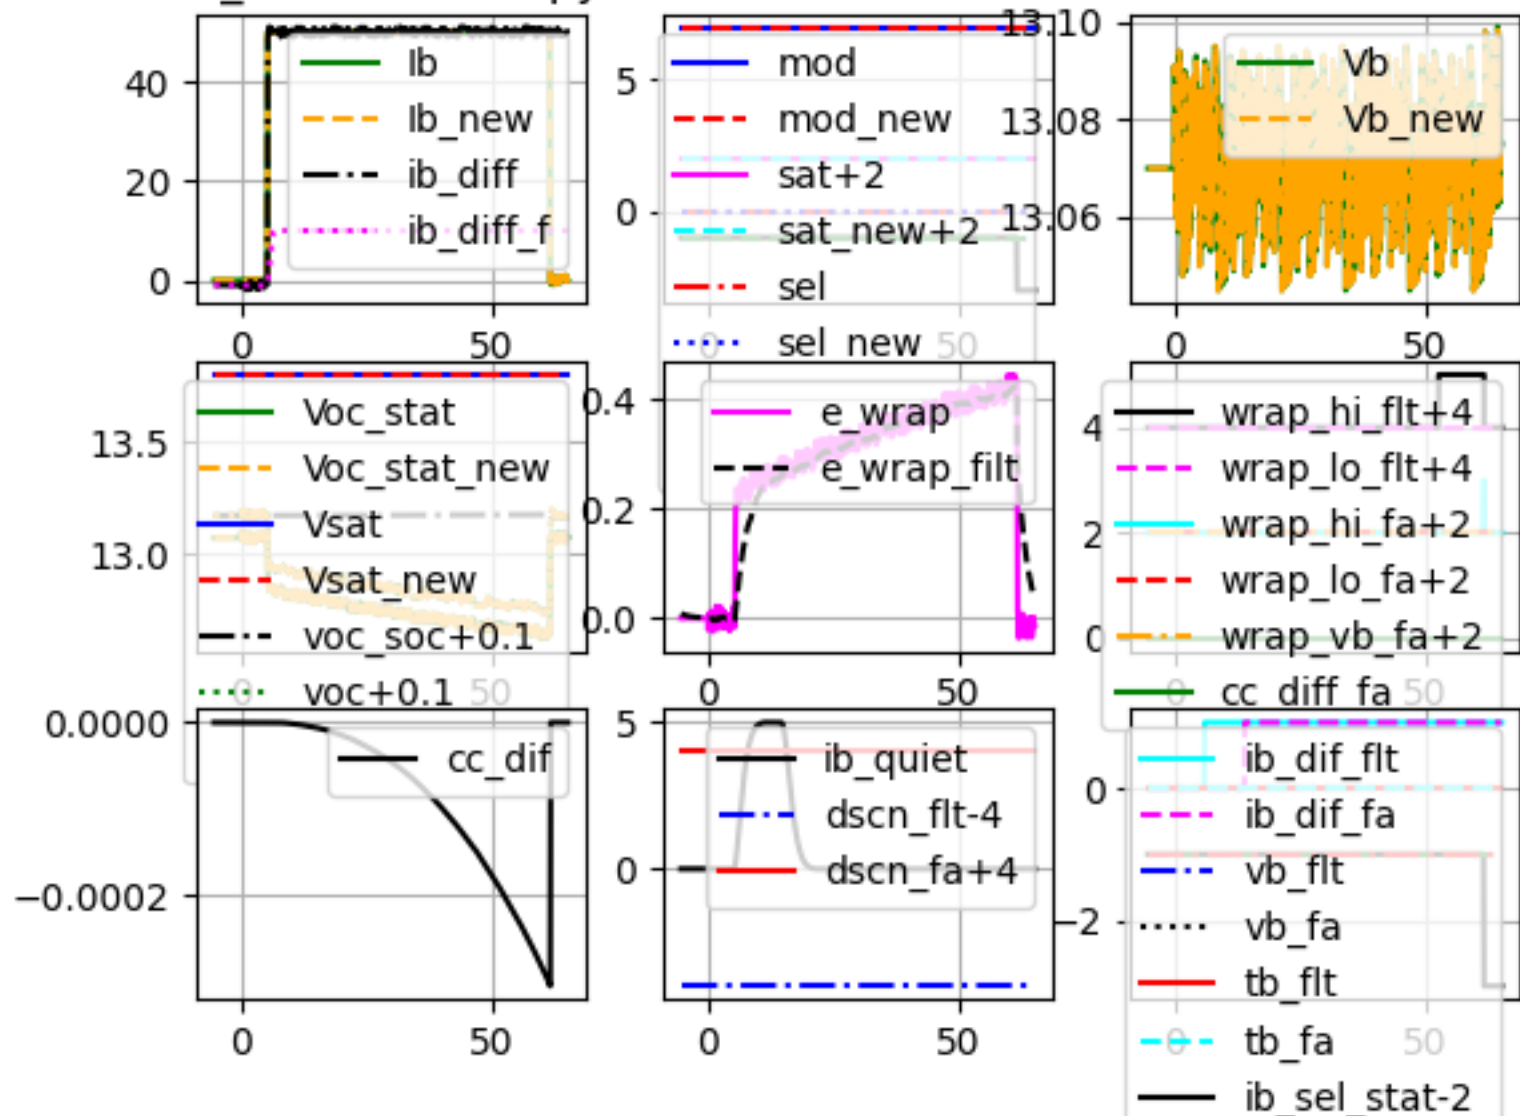 40
20
0
0
50
Ib
Ib_new
ib_diff
ib_diff_f
5
0
0
50
mod
mod_new
sat+2
sat_new+2
sel
sel_new
13.10
13.08
13.06
0
50
Vb
Vb_new
13.5
13.0
0
50
Voc_stat
Voc_stat_new
Vsat
Vsat_new
voc_soc+0.1
voc+0.1
0.4
0.2
0.0
0
50
e_wrap
e_wrap_filt
4
2
0
0
50
wrap_hi_flt+4
wrap_lo_flt+4
wrap_hi_fa+2
wrap_lo_fa+2
wrap_vb_fa+2
cc_diff_fa
0.0000
−0.0002
0
50
cc_dif
5
0
0
50
ib_quiet
dscn_flt-4
dscn_fa+4
0
−2
0
50
ib_dif_flt
ib_dif_fa
vb_flt
vb_fa
tb_flt
tb_fa
ib_sel_stat-2